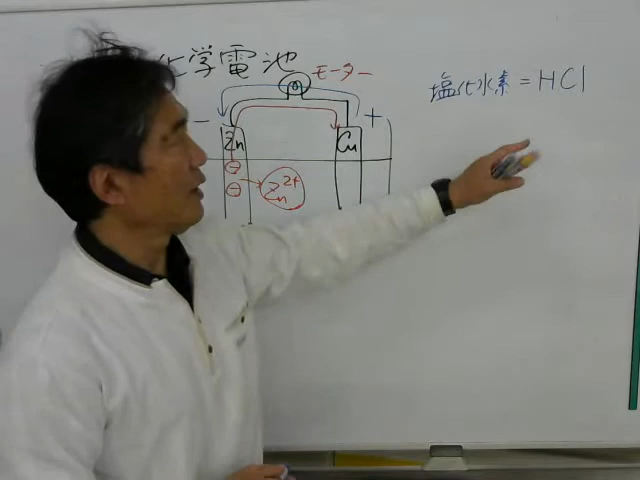 化学電池
モーター
塩化水素 = HCl
− +
Zn Cu
⊖
⊖ Zn²⁺